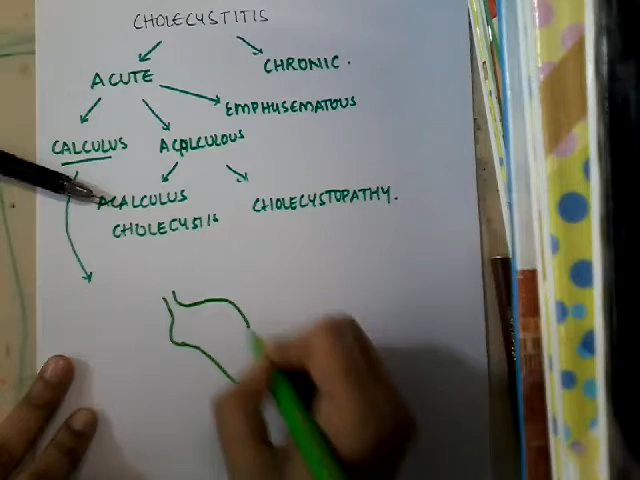 CHOLECYSTITIS
ACUTE
CHRONIC.
EMPHUSEMATOUS
CALCULUS
ACALCULOUS
ACALCULUS
CHOLECYSTIS
CHOLECYSTOPATHY.